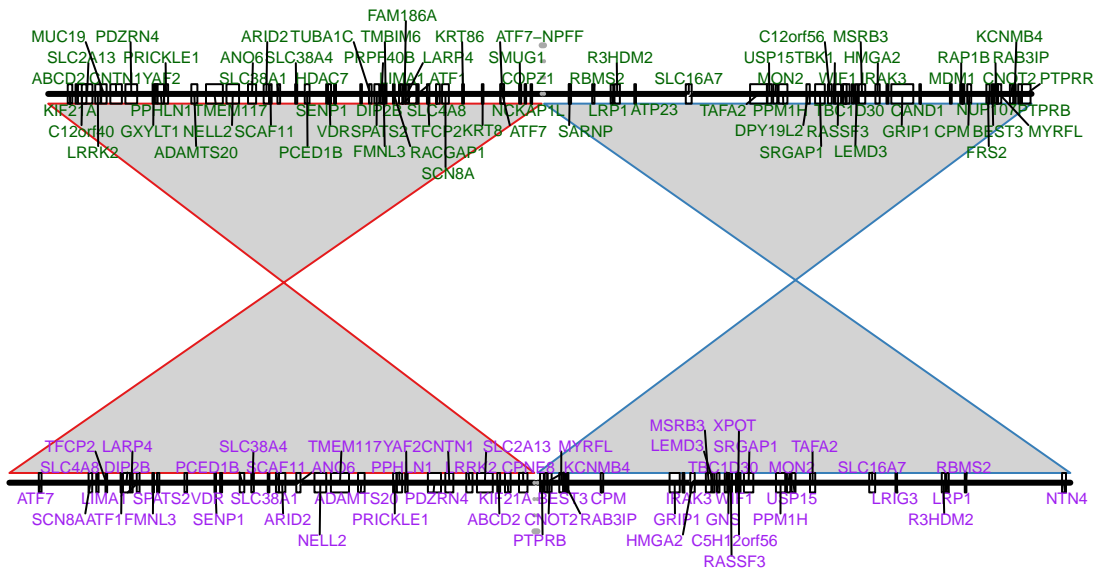 FAM186A
MUC19 PDZRN4 ARID2 TUBA1C TMBIM6 KRT86 ATF7−NPFF C12orf56 MSRB3 KCNMB4
SLC2A13 PRICKLE1 ANO6 SLC38A4 PRPF40B LARP4 SMUG1 R3HDM2 USP15 TBK1 HMGA2 RAP1B RAB3IP
ABCD2 CNTN1 YAF2 SLC38A1 HDAC7 LIMA1 ATF1 COPZ1 RBMS2 SLC16A7 MON2 WIF1 IRAK3 MDM1 CNOT2 PTPRR
KIF21A PPHLN1 TMEM117 SENP1 DIP2B SLC4A8 NCKAP1L LRP1 ATP23 TAFA2 PPM1H TBC1D30 CAND1 NUP107 PTPRB
C12orf40 GXYLT1 NELL2 SCAF11 VDR SPATS2 TFCP2 KRT8 ATF7 SARNP DPY19L2 RASSF3 GRIP1 CPM BEST3 MYRFL
LRRK2 ADAMTS20 PCED1B FMNL3 RACGAP1 SRGAP1 LEMD3 FRS2
SCN8A
MSRB3 XPOT
TFCP2 LARP4 SLC38A4 TMEM117 YAF2 CNTN1 SLC2A13 MYRFL LEMD3 SRGAP1 TAFA2
SLC4A8 DIP2B PCED1B SCAF11 ANO6 PPHLN1 LRRK2 CPNE8 KCNMB4 TBC1D30 MON2 SLC16A7 RBMS2
ATF7 LIMA1 SPATS2 VDR SLC38A1 ADAMTS20 PDZRN4 KIF21A BEST3 CPM IRAK3 WIF1 USP15 LRIG3 LRP1 NTN4
SCN8A ATF1 FMNL3 SENP1 ARID2 PRICKLE1 ABCD2 CNOT2 RAB3IP GRIP1 GNS PPM1H R3HDM2
NELL2 PTPRB HMGA2 C5H12orf56
RASSF3